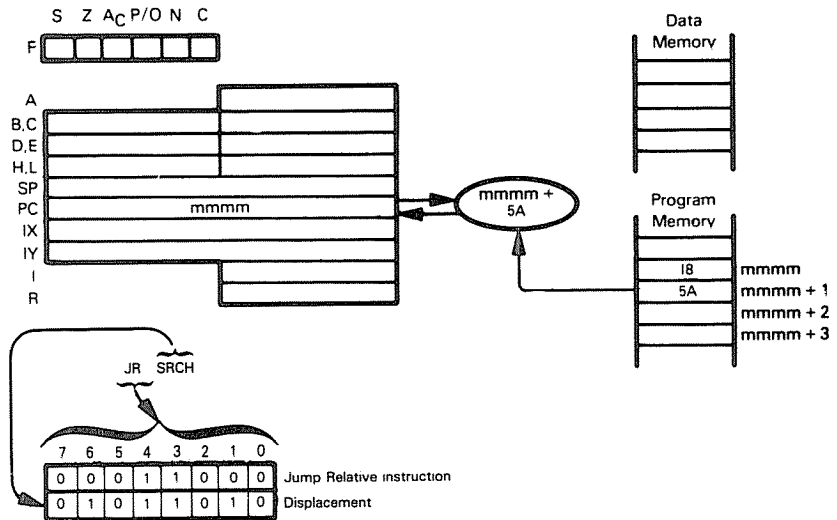 S Z AC P/O N C
F
Data
Memory
A
B,C
D,E
H,L
SP
PC mmmm
IX
IY
I
R
mmmm +
5A
Program
Memory
18 mmmm
5A mmmm + 1
mmmm + 2
mmmm + 3
JR SRCH
7 6 5 4 3 2 1 0
0 0 0 1 1 0 0 0 Jump Relative instruction
0 1 0 1 1 0 1 0 Displacement